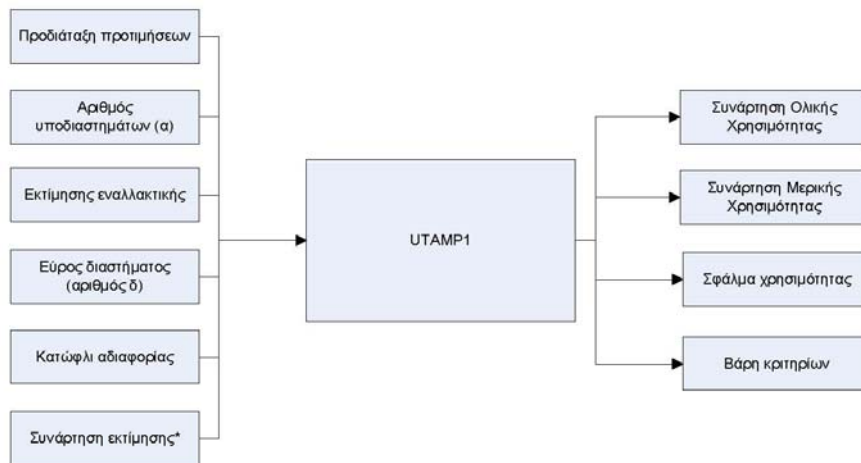 Προδιάταξη προτιμήσεων
Αριθμός
υποδιαστημάτων (α)
Εκτίμησης εναλλακτικής
Εύρος διαστήματος
(αριθμός δ)
Κατώφλι αδιαφορίας
Συνάρτηση εκτίμησης*
UTAMP1
Συνάρτηση Ολικής
Χρησιμότητας
Συνάρτηση Μερικής
Χρησιμότητας
Σφάλμα χρησιμότητας
Βάρη κριτηρίων